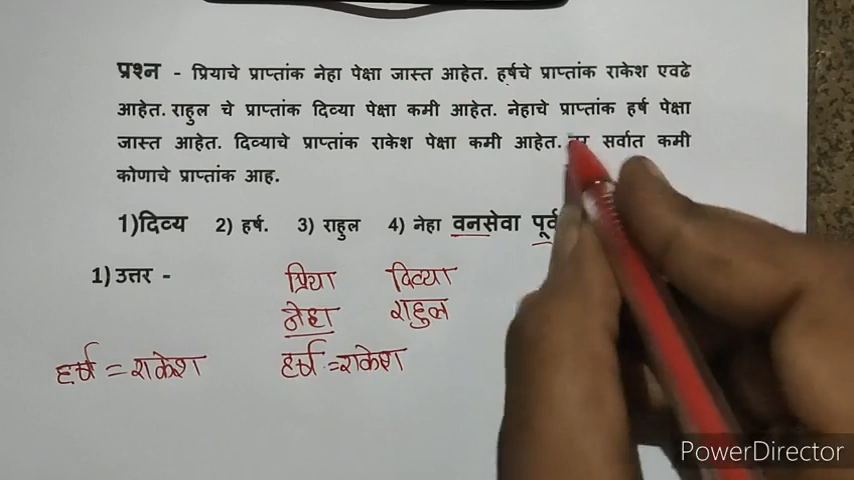 प्रश्न - प्रियाचे प्राप्तांक नेहा पेक्षा जास्त आहेत. हर्षचे प्राप्तांक राकेश एवढे
आहेत. राहुल चे प्राप्तांक दिव्या पेक्षा कमी आहेत. नेहाचे प्राप्तांक हर्ष पेक्षा
जास्त आहेत. दिव्याचे प्राप्तांक राकेश पेक्षा कमी आहेत. सर्वात कमी
कोणाचे प्राप्तांक आह.
1)दिव्य 2) हर्ष. 3) राहुल 4) नेहा वनसेवा पूर्व
1) उत्तर -
प्रिया दिव्या
नेहा राहुल
हर्ष = राकेश हर्ष = राकेश
PowerDirector